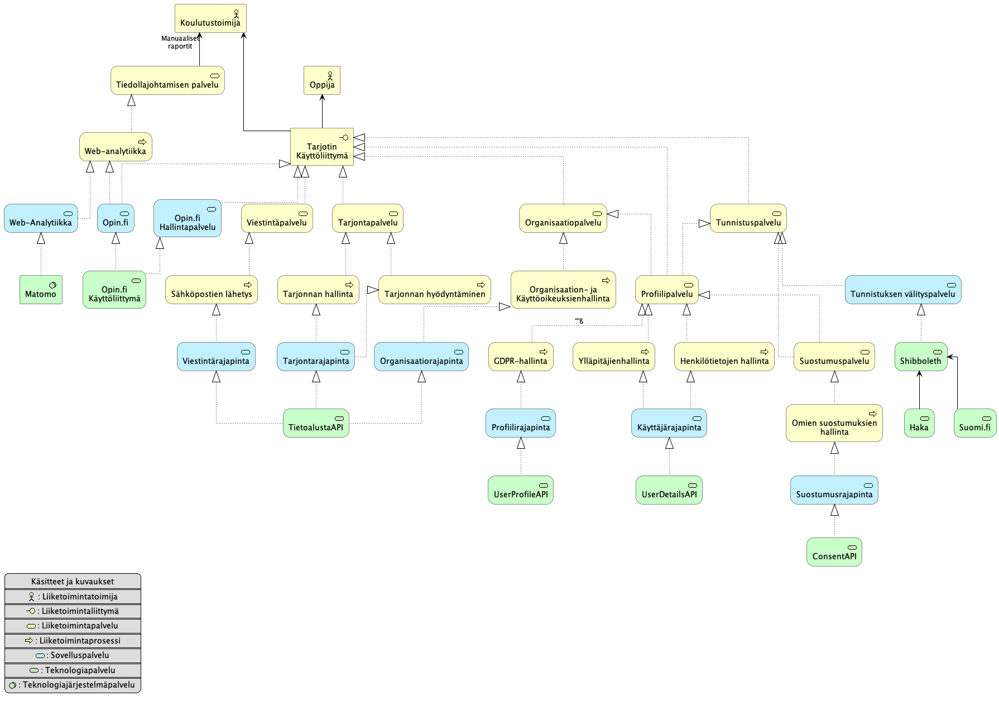 Koulutustoimija
Manuaaliset
raportit
Tiedollajohtamisen palvelu
Oppija
Web-analytiikka
Tarjotin
Käyttöliittymä
Web-Analytiikka
Opin.fi
Opin.fi
Hallintapalvelu
Viestintäpalvelu
Tarjontapalvelu
Organisaatiopalvelu
Tunnistuspalvelu
Matomo
Opin.fi
Käyttöliittymä
Sähköpostien lähetys
Tarjonnan hallinta
Tarjonnan hyödyntäminen
Organisaation- ja
Käyttöoikeuksienhallinta
Profiilipalvelu
Tunnistuksen välityspalvelu
""ß
Viestintärajapinta
Tarjontarajapinta
Organisaatiorajapinta
GDPR-hallinta
Ylläpitäjienhallinta
Henkilötietojen hallinta
Suostumuspalvelu
Shibboleth
TietoalustaAPI
Profiilirajapinta
Käyttäjärajapinta
Omien suostumuksien
hallinta
Haka
Suomi.fi
UserProfileAPI
UserDetailsAPI
Suostumusrajapinta
ConsentAPI
Käsitteet ja kuvaukset
: Liiketoimintatoimija
: Liiketoimintaliittymä
: Liiketoimintapalvelu
: Liiketoimintaprosessi
: Sovelluspalvelu
: Teknologiapalvelu
: Teknologiajärjestelmäpalvelu